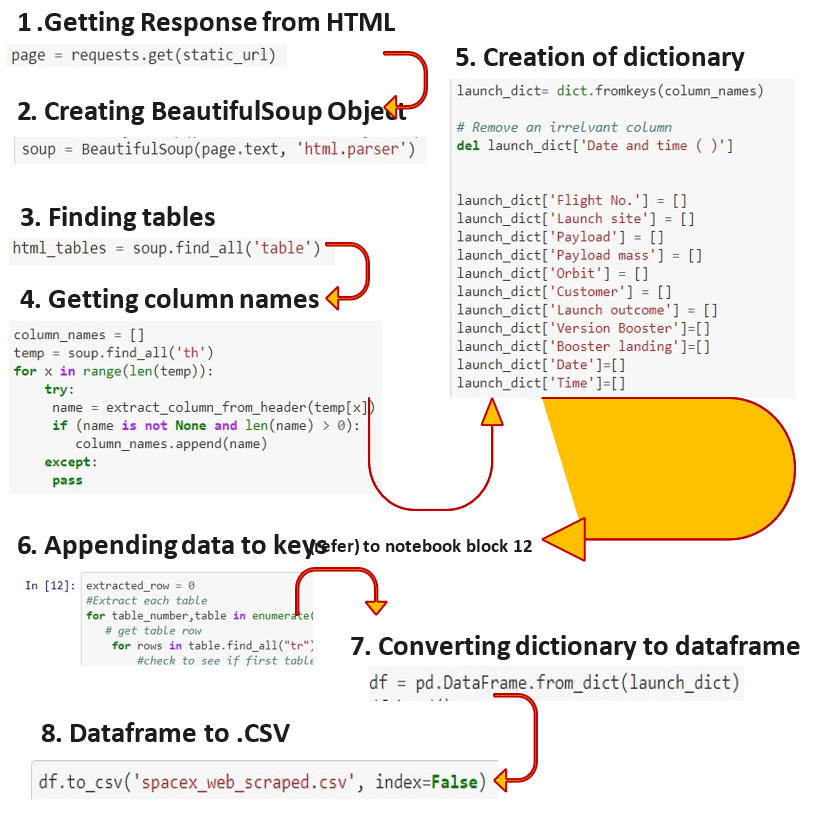 1 .Getting Response from HTML
page = requests.get(static_url)
2. Creating BeautifulSoup Object
soup = BeautifulSoup(page.text, 'html.parser')
3. Finding tables
html_tables = soup.find_all('table')
4. Getting column names
column_names = []
temp = soup.find_all('th')
for x in range(len(temp)):
try:
name = extract_column_from_header(temp[x])
if (name is not None and len(name) > 0):
column_names.append(name)
except:
pass
5. Creation of dictionary
launch_dict= dict.fromkeys(column_names)
# Remove an irrelvant column
del launch_dict['Date and time ( )']
launch_dict['Flight No.'] = []
launch_dict['Launch site'] = []
launch_dict['Payload'] = []
launch_dict['Payload mass'] = []
launch_dict['Orbit'] = []
launch_dict['Customer'] = []
launch_dict['Launch outcome'] = []
launch_dict['Version Booster']=[]
launch_dict['Booster landing']=[]
launch_dict['Date']=[]
launch_dict['Time']=[]
6. Appending data to keys (refer) to notebook block 12
In [12]: extracted_row = 0
#Extract each table
for table_number,table in enumerate(
# get table row
for rows in table.find_all("tr")
#check to see if first table
7. Converting dictionary to dataframe
df = pd.DataFrame.from_dict(launch_dict)
8. Dataframe to .CSV
df.to_csv('spacex_web_scraped.csv', index=False)